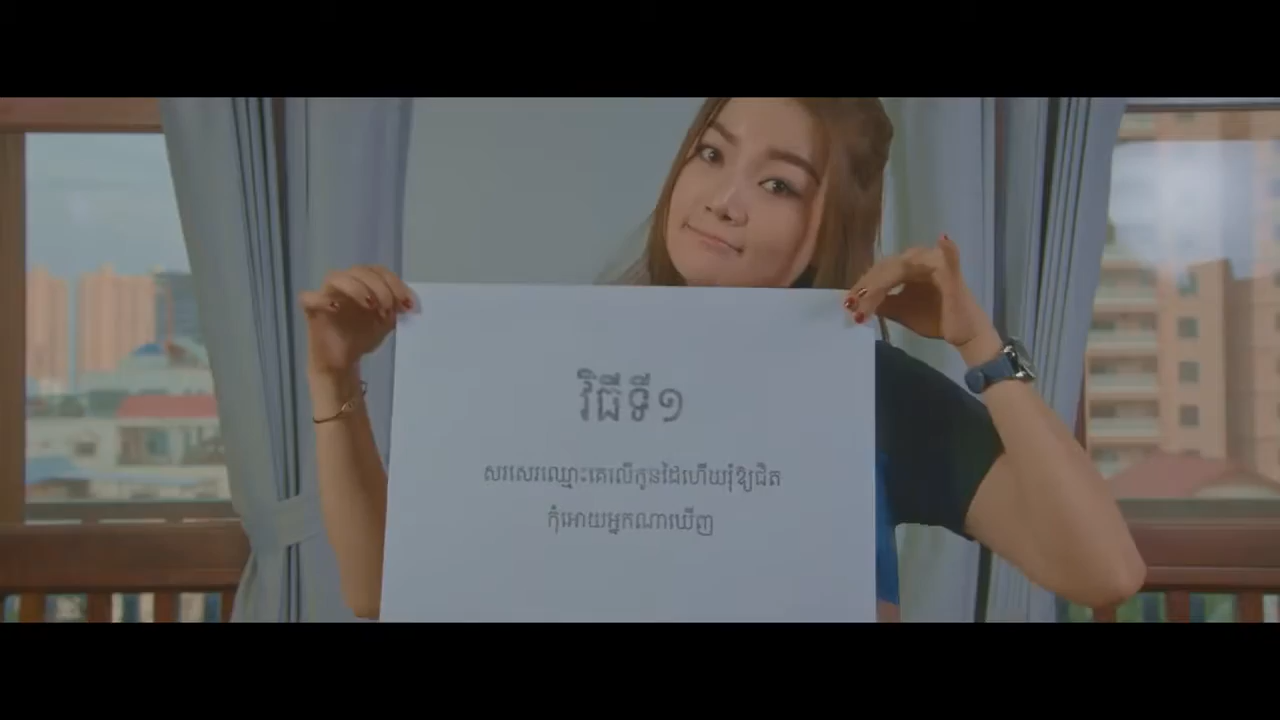 វិធីទី១
សរសេរឈ្មោះគេលើកូនដៃហើយរុំឱ្យជិត
កុំអោយអ្នកណាឃើញ